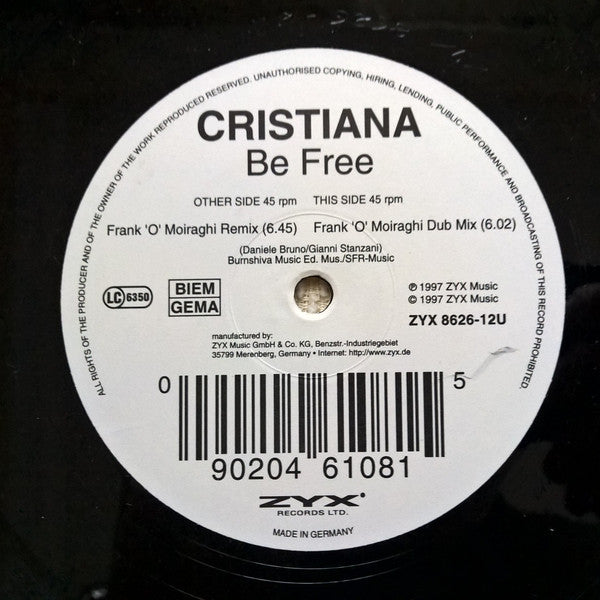 ALL RIGHTS OF THE PRODUCER AND OF THE OWNER OF THE WORK REPRODUCED RESERVED. UNAUTHORISED COPYING, HIRING, LENDING, PUBLIC PERFORMANCE AND BROADCASTING OF THIS RECORD PROHIBITED.
CRISTIANA
Be Free
OTHER SIDE 45 rpm THIS SIDE 45 rpm
Frank 'O' Moiraghi Remix (6.45) Frank 'O' Moiraghi Dub Mix (6.02)
(Daniele Bruno/Gianni Stanzani)
Burnshiva Music Ed. Mus./SFR-Music
LC 6350
BIEM
GEMA
℗ 1997 ZYX Music
© 1997 ZYX Music
ZYX 8626-12U
manufactured by:
ZYX Music GmbH & Co. KG, Benzstr.-Industriegebiet
35799 Merenberg, Germany • Internet: http://www.zyx.de
0 90204 61081 5
ZYX®
RECORDS LTD.
MADE IN GERMANY